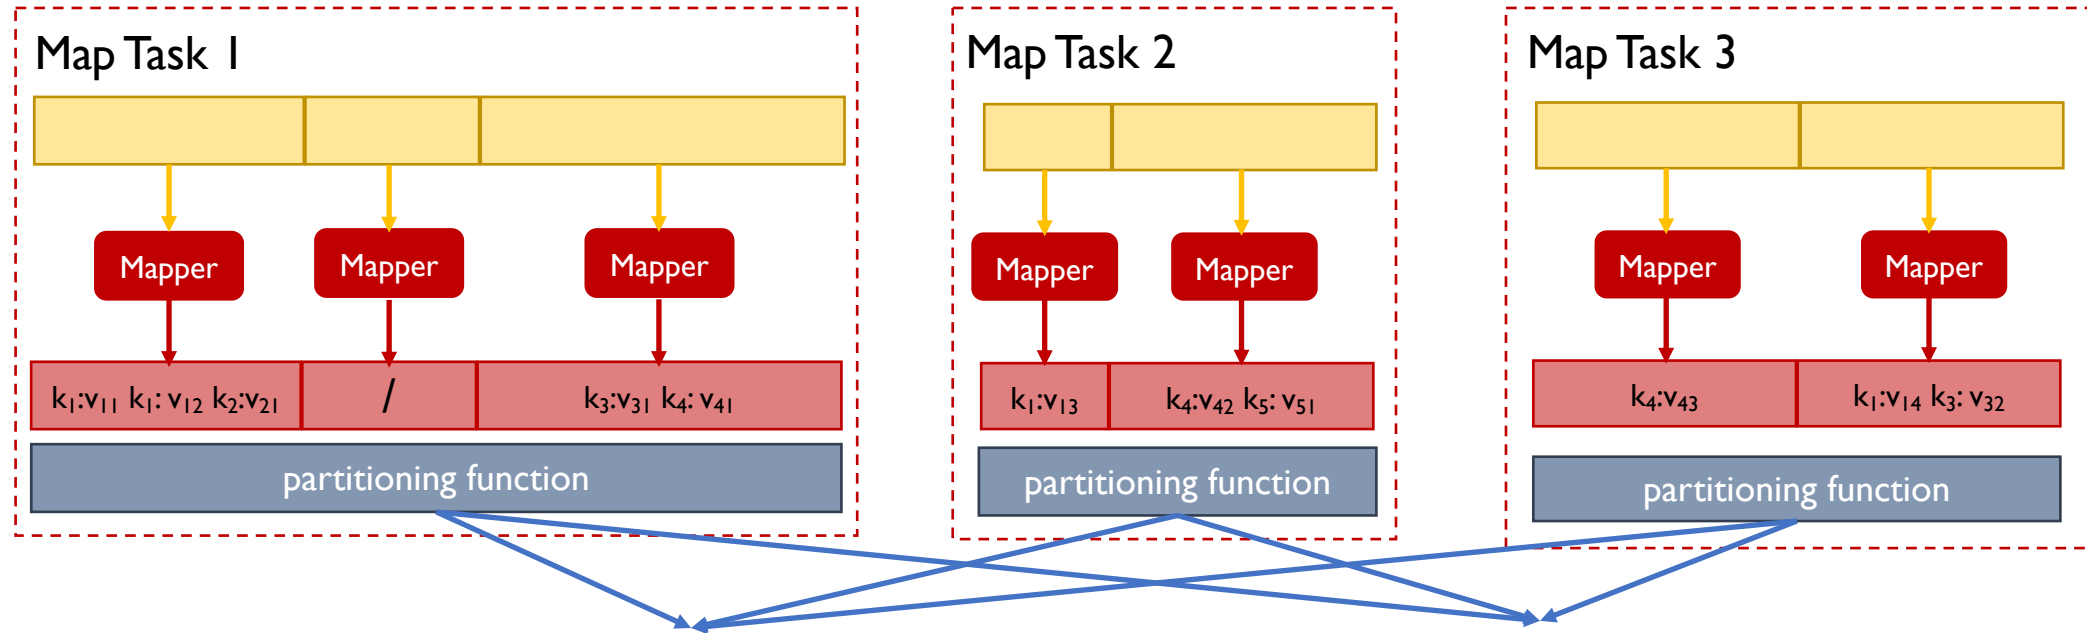 Map Task 1
Map Task 2
Map Task 3
Mapper
Mapper
Mapper
Mapper
Mapper
Mapper
Mapper
k₁:v₁₁ k₁: v₁₂ k₂:v₂₁
/
k₃:v₃₁ k₄: v₄₁
k₁:v₁₃
k₄:v₄₂ k₅: v₅₁
k₄:v₄₃
k₁:v₁₄ k₃: v₃₂
partitioning function
partitioning function
partitioning function